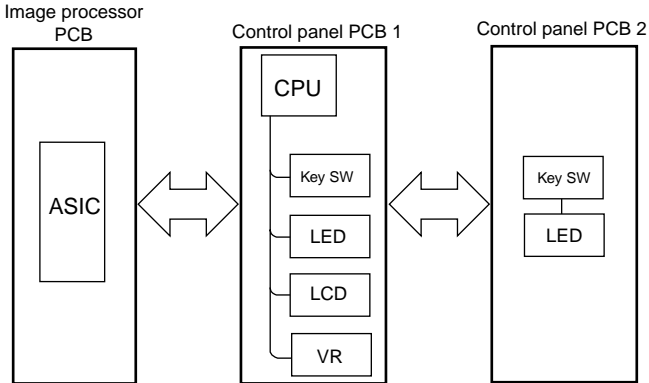 Image processor
PCB
Control panel PCB 1
Control panel PCB 2
ASIC
CPU
Key SW
LED
LCD
VR
Key SW
LED